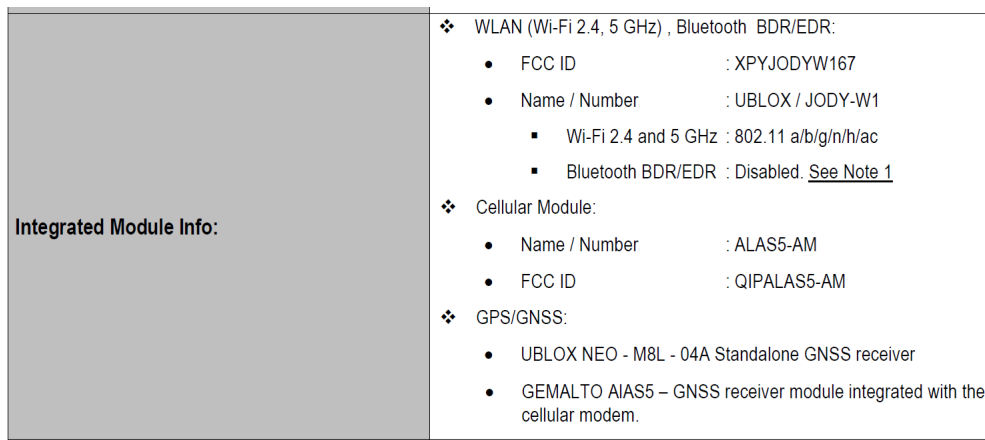 Integrated Module Info:
❖ WLAN (Wi-Fi 2.4, 5 GHz) , Bluetooth BDR/EDR:
● FCC ID : XPYJODYW167
● Name / Number : UBLOX / JODY-W1
▪ Wi-Fi 2.4 and 5 GHz : 802.11 a/b/g/n/h/ac
▪ Bluetooth BDR/EDR : Disabled. See Note 1
❖ Cellular Module:
● Name / Number : ALAS5-AM
● FCC ID : QIPALAS5-AM
❖ GPS/GNSS:
● UBLOX NEO - M8L - 04A Standalone GNSS receiver
● GEMALTO AlAS5 – GNSS receiver module integrated with the
cellular modem.